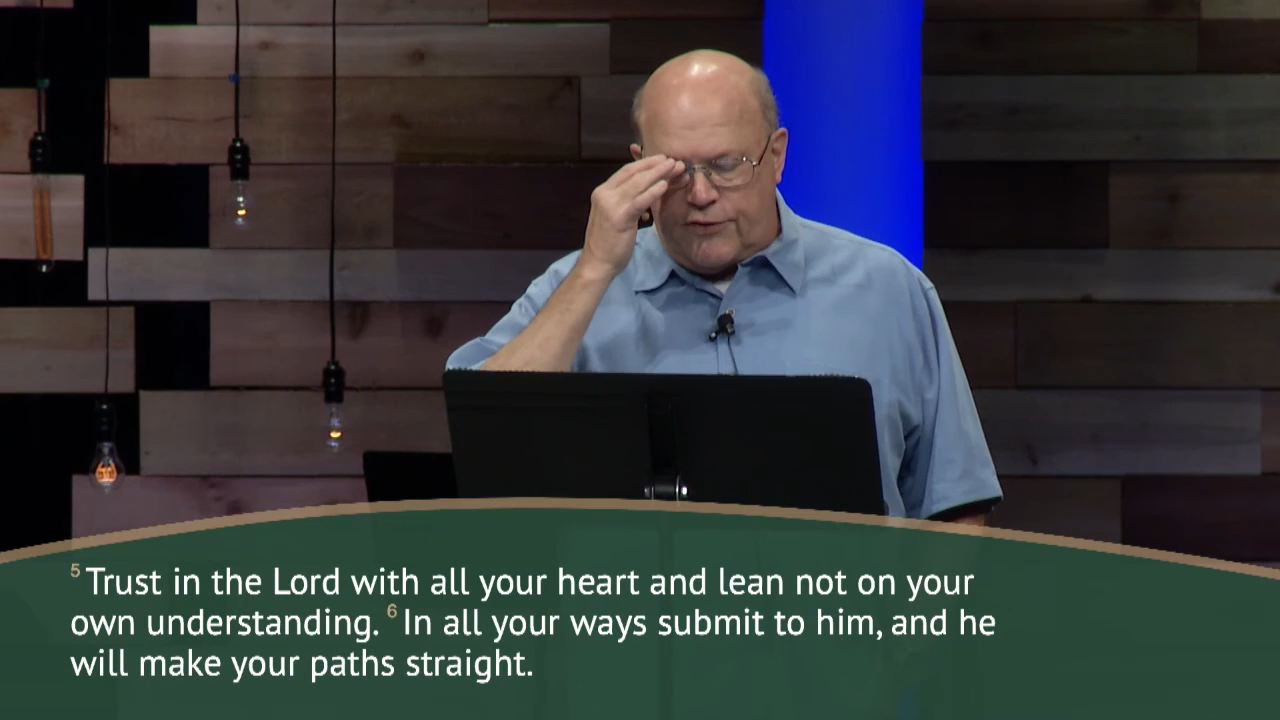 5 Trust in the Lord with all your heart and lean not on your
own understanding. 6 In all your ways submit to him, and he
will make your paths straight.